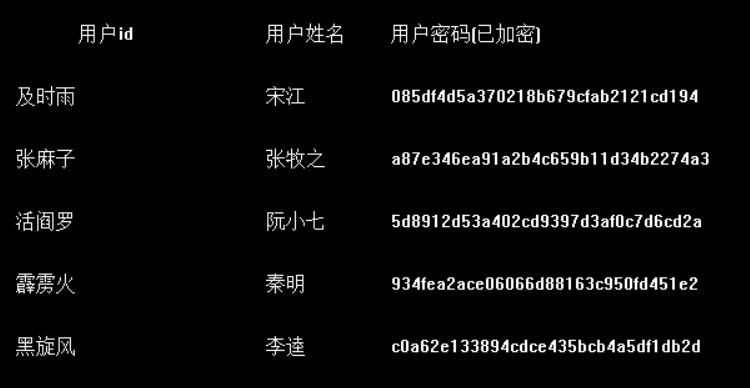 用户id 用户姓名 用户密码(已加密)
及时雨 宋江 085df4d5a370218b679cfab2121cd194
张麻子 张牧之 a87e346ea91a2b4c659b11d34b2274a3
活阎罗 阮小七 5d8912d53a402cd9397d3af0c7d6cd2a
霹雳火 秦明 934fea2ace06066d88163c950fd451e2
黑旋风 李逵 c0a62e133894cdce435bcb4a5df1db2d